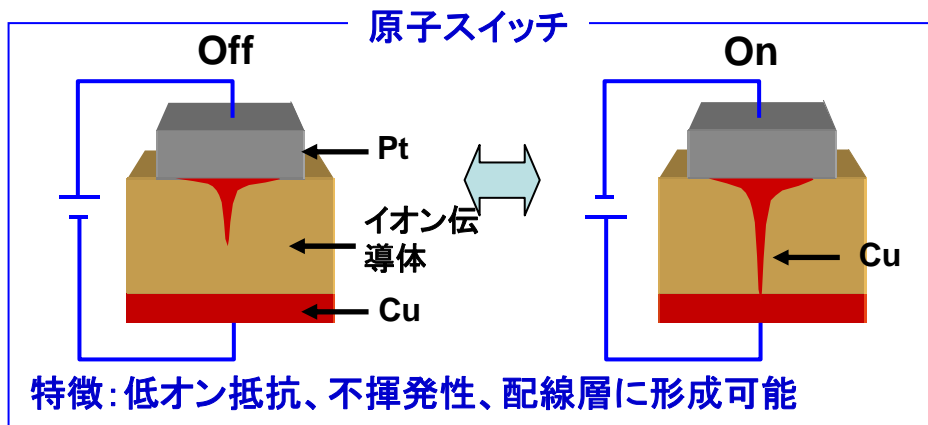 原子スイッチ
Off
On
Pt
イオン伝
導体
Cu
Cu
特徴：低オン抵抗、不揮発性、配線層に形成可能